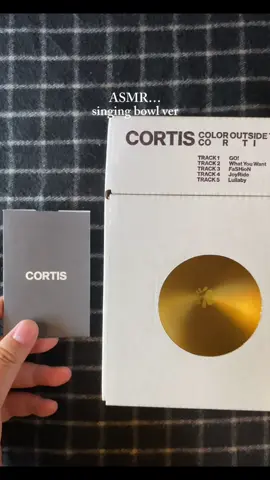 ASMR...
singing bowl ver
CORTIS
COLOR OUTSIDE
CORTI
TRACK 1 GO!
TRACK 2 What You Want
TRACK 3 FaSHioN
TRACK 4 JoyRide
TRACK 5 Lullaby
CORTIS